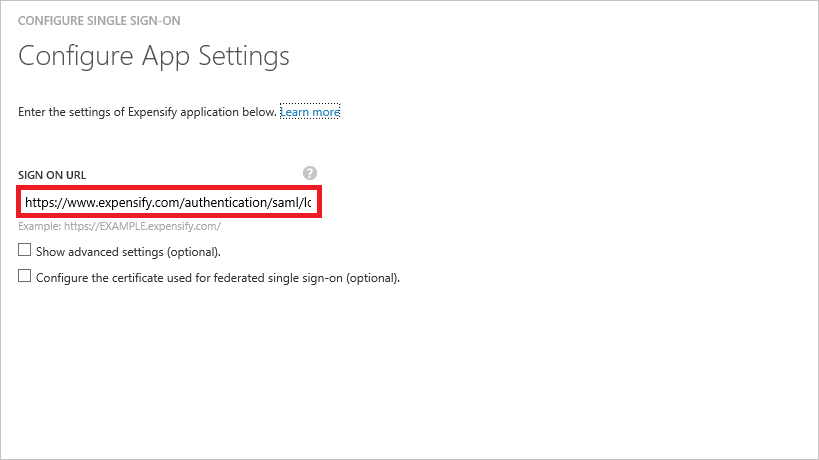 CONFIGURE SINGLE SIGN-ON
Configure App Settings
Enter the settings of Expensify application below. Learn more
SIGN ON URL ?
https://www.expensify.com/authentication/saml/lo
Example: https://EXAMPLE.expensify.com/
Show advanced settings (optional).
Configure the certificate used for federated single sign-on (optional).